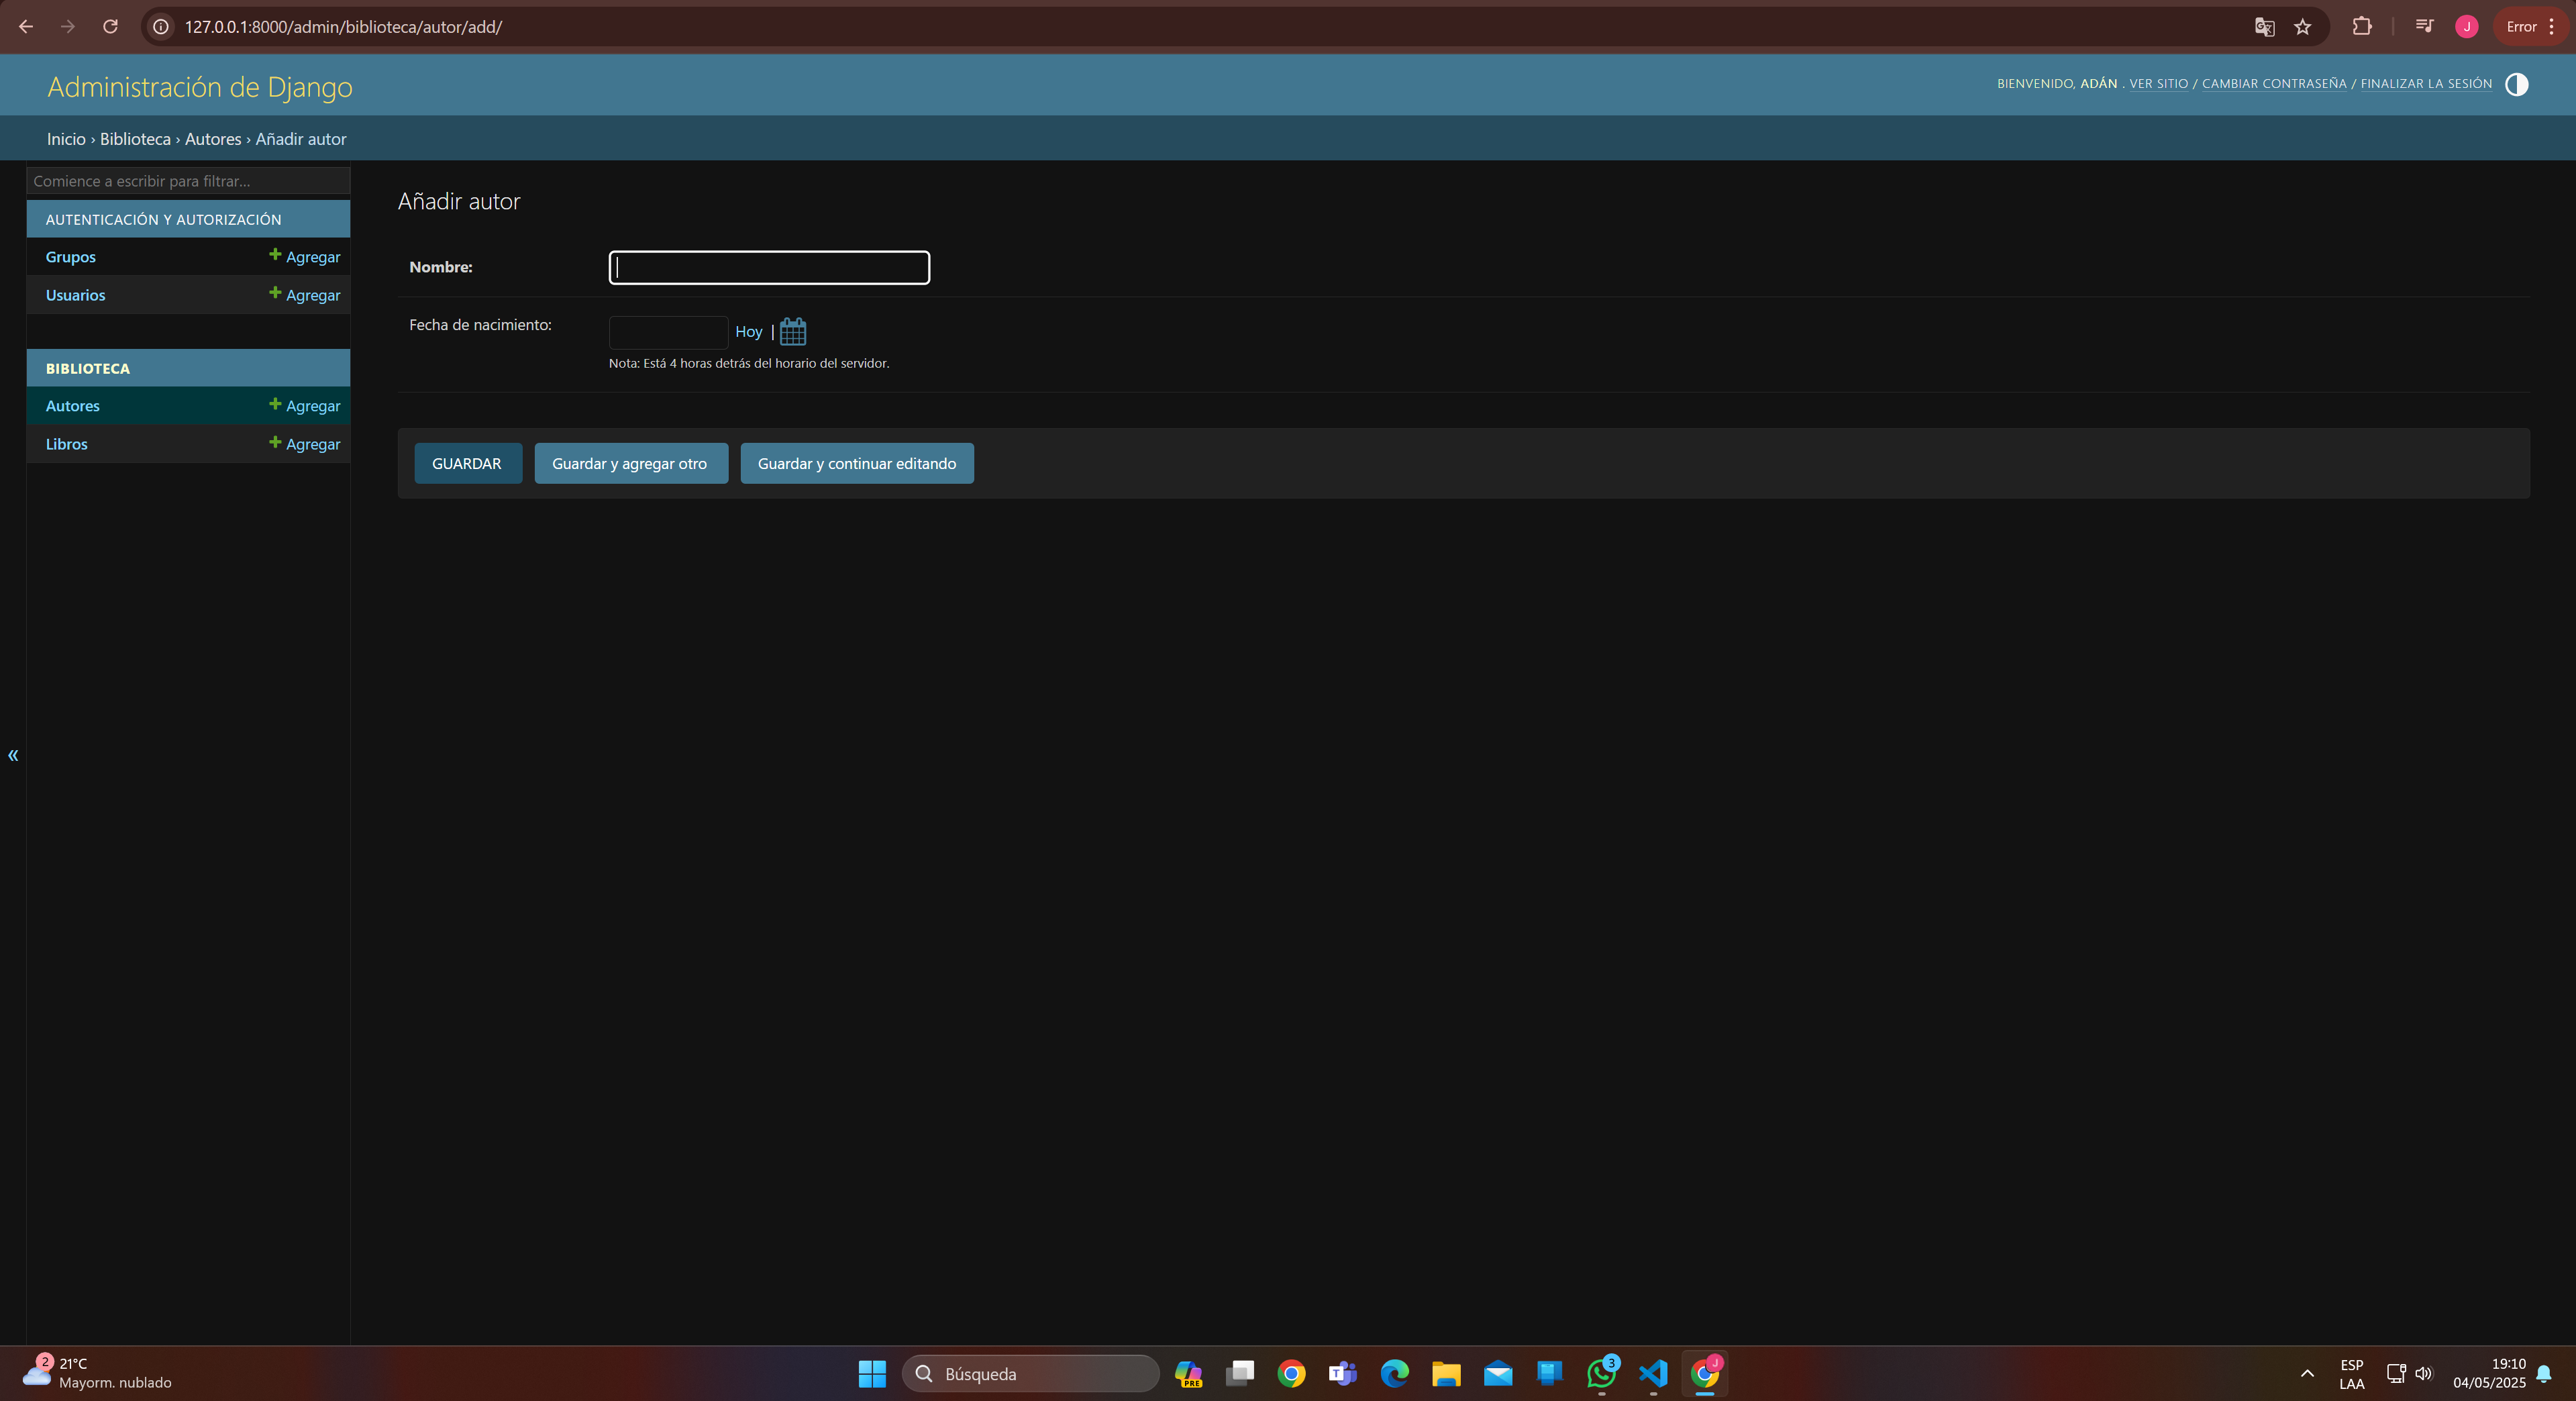 127.0.0.1:8000/admin/biblioteca/autor/add/
J
Error
Administración de Django
BIENVENIDO, ADÁN . VER SITIO / CAMBIAR CONTRASEÑA / FINALIZAR LA SESIÓN
Inicio › Biblioteca › Autores › Añadir autor
Comience a escribir para filtrar...
AUTENTICACIÓN Y AUTORIZACIÓN
Grupos + Agregar
Usuarios + Agregar
BIBLIOTECA
Autores + Agregar
Libros + Agregar
«
Añadir autor
Nombre:
Fecha de nacimiento:
Hoy |
Nota: Está 4 horas detrás del horario del servidor.
GUARDAR
Guardar y agregar otro
Guardar y continuar editando
2
21°C
Mayorm. nublado
Búsqueda
PRE
T
3
J
ESP
LAA
19:10
04/05/2025